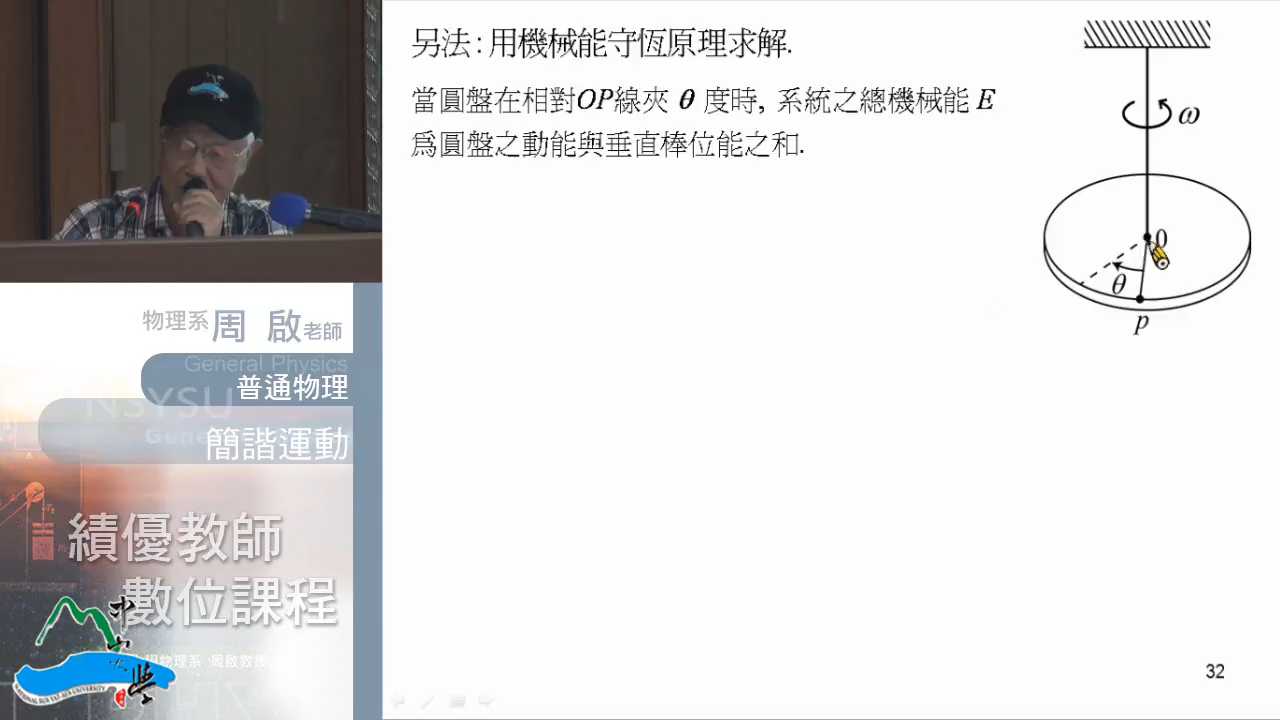 另法 : 用機械能守恆原理求解.
當圓盤在相對OP線夾 θ 度時, 系統之總機械能 E
為圓盤之動能與垂直棒位能之和.
ω
0
θ
p
32
物理系 周 啟 老師
General Physics
普通物理
NSYSU
簡諧運動
績優教師
數位課程